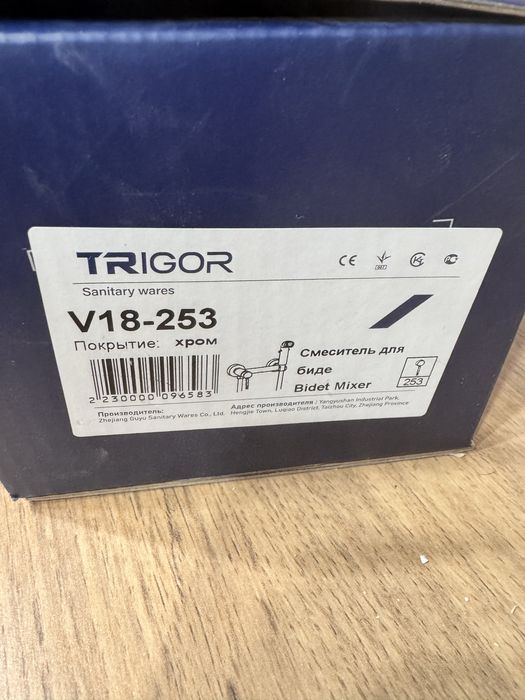 TRIGOR
Sanitary wares
V18-253
Покрытие: хром
Смеситель для
биде
Bidet Mixer
253
2 230000 096583
Производитель:
Zhejiang Guyu Sanitary Wares Co., Ltd.
Адрес производителя : Yangyushan Industrial Park,
Hengjie Town, Luqiao District, Taizhou City, Zhejiang Province
CE